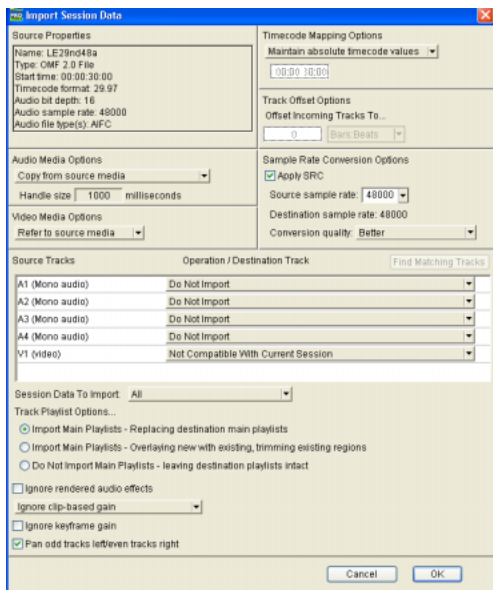 Import Session Data
Source Properties
Name: LE29nd48a
Type: OMF 2.0 File
Start time: 00:00:30:00
Timecode format: 29.97
Audio bit depth: 16
Audio sample rate: 48000
Audio file type(s): AIFC
Timecode Mapping Options
Maintain absolute timecode values
00:00:30:00
Track Offset Options
Offset Incoming Tracks To...
0 Bars:Beats
Audio Media Options
Copy from source media
Handle size 1000 milliseconds
Video Media Options
Refer to source media
Sample Rate Conversion Options
Apply SRC
Source sample rate: 48000
Destination sample rate: 48000
Conversion quality: Better
Source Tracks Operation / Destination Track Find Matching Tracks
A1 (Mono audio) Do Not Import
A2 (Mono audio) Do Not Import
A3 (Mono audio) Do Not Import
A4 (Mono audio) Do Not Import
V1 (video) Not Compatible With Current Session
Session Data To Import: All
Track Playlist Options...
Import Main Playlists - Replacing destination main playlists
Import Main Playlists - Overlaying new with existing, trimming existing regions
Do Not Import Main Playlists - leaving destination playlists intact
Ignore rendered audio effects
Ignore clip-based gain
Ignore keyframe gain
Pan odd tracks left/even tracks right
Cancel OK